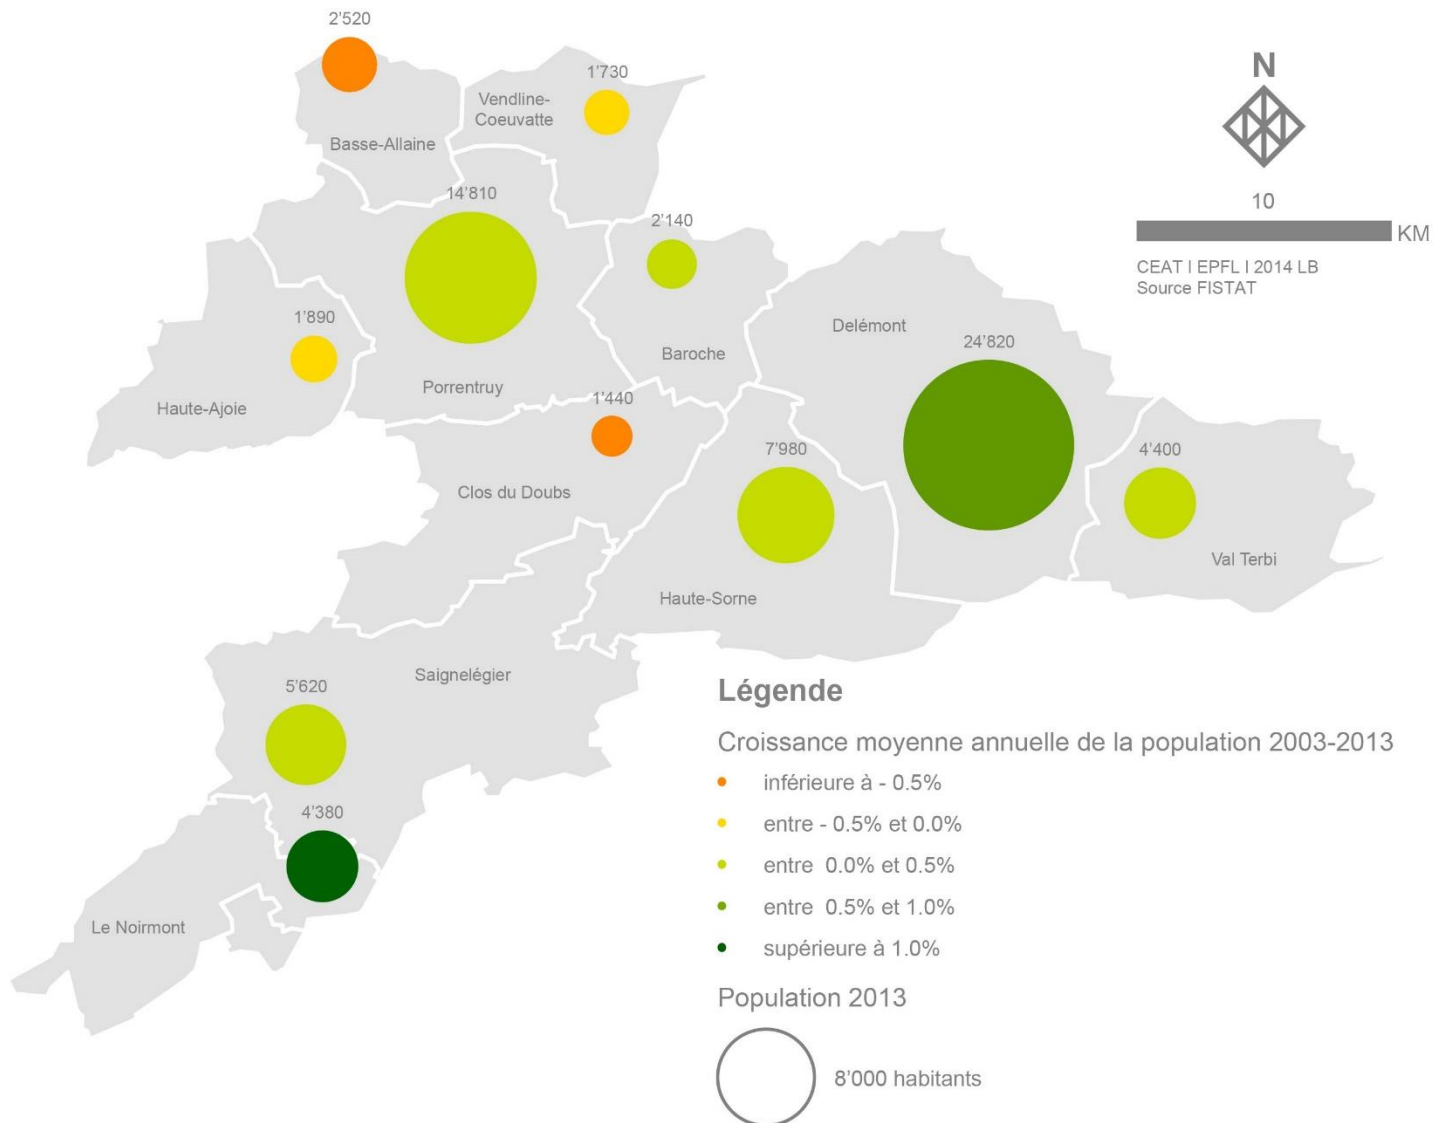 2’520
1’730
Vendline-
Coeuvatte
Basse-Allaine
14’810
2’140
N
10
KM
CEAT I EPFL I 2014 LB
Source FISTAT
1’890
Delémont
24’820
Baroche
Haute-Ajoie
Porrentruy
1’440
7’980
4’400
Clos du Doubs
Val Terbi
Haute-Sorne
Saignelégier
5’620
4’380
Le Noirmont
Légende
Croissance moyenne annuelle de la population 2003-2013
inférieure à - 0.5%
entre - 0.5% et 0.0%
entre 0.0% et 0.5%
entre 0.5% et 1.0%
supérieure à 1.0%
Population 2013
8’000 habitants